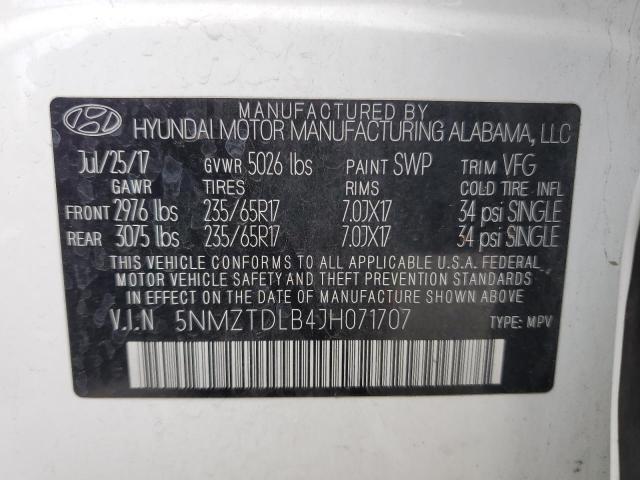 MANUFACTURED BY
HYUNDAI MOTOR MANUFACTURING ALABAMA, LLC
Jul/25/17 GVWR 5026 lbs PAINT SWP TRIM VFG
GAWR TIRES RIMS COLD TIRE INFL
FRONT 2976 lbs 235/65R17 7.0JX17 34 psi SINGLE
REAR 3075 lbs 235/65R17 7.0JX17 34 psi SINGLE
THIS VEHICLE CONFORMS TO ALL APPLICABLE U.S.A. FEDERAL
MOTOR VEHICLE SAFETY AND THEFT PREVENTION STANDARDS
IN EFFECT ON THE DATE OF MANUFACTURE SHOWN ABOVE.
V.I.N 5NMZTDLB4JH071707 TYPE: MPV